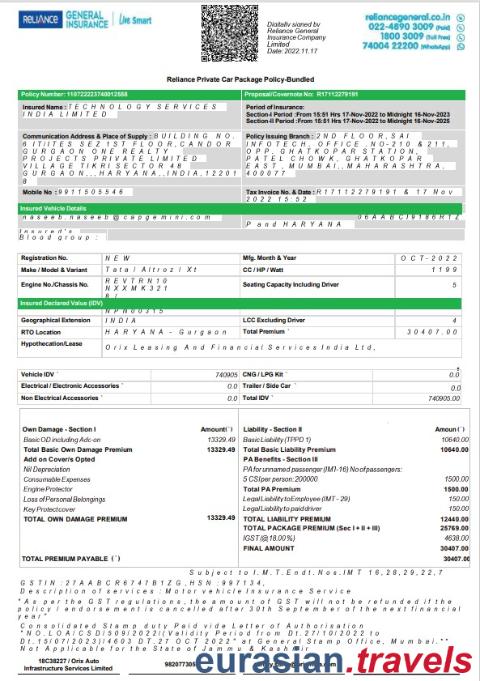 RELIANCE GENERAL INSURANCE Live Smart
Digitally signed by
Reliance General
Insurance Company
Limited
Date: 2022.11.17
reliancegeneral.co.in
022-4890 3009 (Paid)
1800 3009 (Toll Free)
74004 22200 (WhatsApp)
Reliance Private Car Package Policy-Bundled
Policy Number: Proposal/Covernote No: R17112279191
Insured Name: TECHNOLOGY SERVICES
INDIA LIMITED
Period of Insurance:
Section-I Period :From 15:51 Hrs 17-Nov-2022 to Midnight 16-Nov-2023
Section-II Period :From 15:51 Hrs 17-Nov-2022 to Midnight 16-Nov-2025
Communication Address & Place of Supply : BUILDING NO.
6 ITIITES SEZ 1ST FLOOR,CANDOR
GURGAON ONE REALTY
PROJECTS PRIVATE LIMITED
VILLAGE TIKRI SECTOR 48
GURGAON,,,HARYANA,,INDIA,12201
8
Policy Issuing Branch : 2ND FLOOR,SAI
INFOTECH, OFFICE .NO-210 & 211,
OPP. GHATKOPAR STATION,
PATEL CHOWK, GHATKOPAR
EAST, MUMBAI,,MAHARASHTRA,
400077
Mobile No : 9911505546
Tax Invoice No. & Date : R17112279191 & 17 Nov
2022 15:52
Insured Vehicle Details
naseeb.naseeb@capgemini.com
P and HARYANA
Insured's
Blood group :
Registration No. NEW Mfg. Month & Year OCT-2022
Make / Model & Variant Tata / Altroz / Xt CC / HP / Watt 1199
Engine No./Chassis No. REVTRN10
NXXMK321
Seating Capacity Including Driver 5
Insured Declared Value (IDV)
Geographical Extension INDIA LCC Excluding Driver 4
RTO Location HARYANA - Gurgaon Total Premium 30407.00
Hypothecation/Lease Orix Leasing And Financial Services India Ltd,
Vehicle IDV 740905 CNG / LPG Kit 0.0
Electrical / Electronic Accessories 0.0 Trailer / Side Car 0.0
Non Electrical Accessories 0.0 Total IDV 740905.00
Own Damage - Section I Amount(`)
Basic OD including Add-on 13329.49
Total Basic Own Damage Premium 13329.49
Add on Cover's Opted
Nil Depreciation
Consumable Expenses
Engine Protector
Loss of Personal Belongings
Key Protect cover
TOTAL OWN DAMAGE PREMIUM 13329.49
TOTAL PREMIUM PAYABLE (`)
Liability - Section II Amount(`)
Basic Liability (TPPD 1) 10640.00
Total Basic Liability Premium 10640.00
PA Benefits - Section III
PA for unnamed passenger (IMT-16) No of passengers:
5 CSI per person: 200000 1500.00
Total PA Premium 1500.00
Legal Liability to Employee (IMT - 29) 150.00
Legal Liability to paid driver 150.00
TOTAL LIABILITY PREMIUM 12440.00
TOTAL PACKAGE PREMIUM (Sec I + II + III) 25769.00
IGST (@18.00%) 4638.00
FINAL AMOUNT 30407.00
30407.00
Subject to I.M.T.Endt.Nos.IMT 16,28,29,22,7
GSTIN :27AABCR6747B1ZG,HSN :997134,
Description of services : Motor vehicle Insurance Service
"As per the GST regulations, the amount of GST will not be refunded if the
policy / endorsement is cancelled after 30th September of the next financial
year"
Consolidated Stamp duty Paid vide Letter of Authorisation
"NO.LOA/CSD/509/2022/(Validity Period from Dt.27/10/2022 to
Dt.15/07/2023)/4603 DT.27 OCT 2022" at General Stamp Office, Mumbai.""
Not Applicable for the State of Jammu & Kashmir
18C38227 / Orix Auto
Infrastructure Services Limited
eurasian.travels